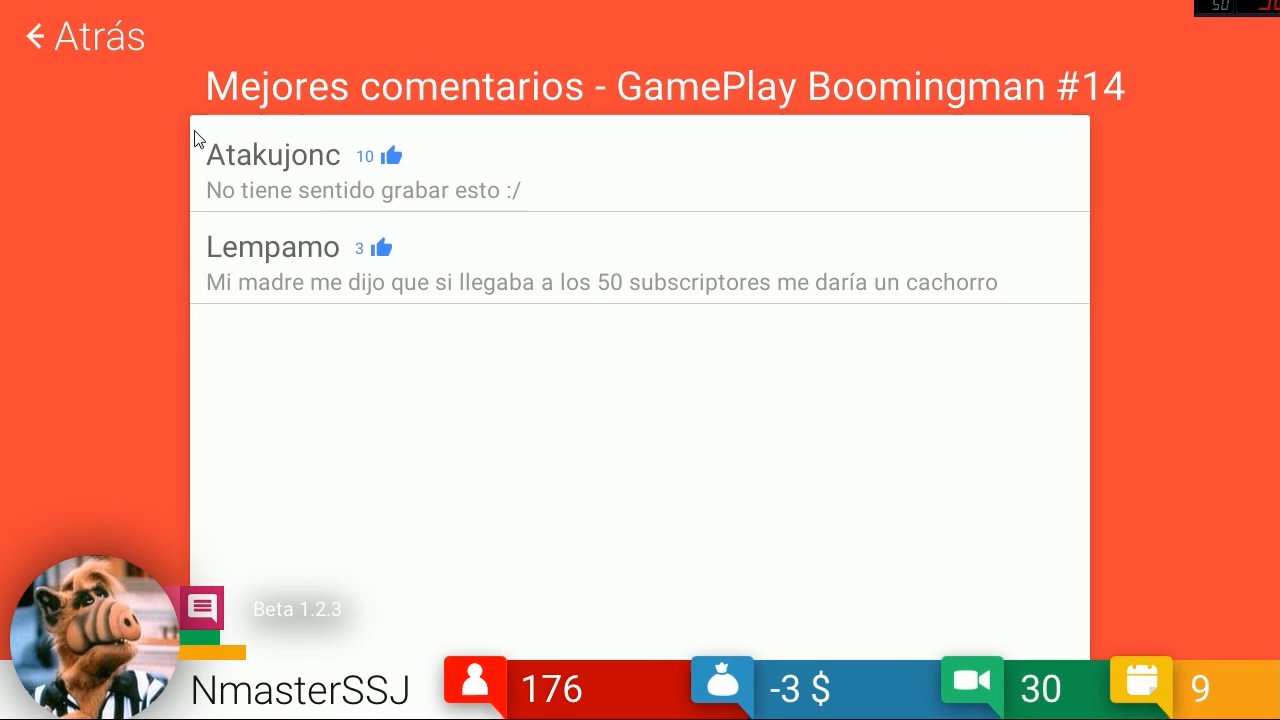 50
Atrás
Mejores comentarios - GamePlay Boomingman #14
Atakujonc 10
No tiene sentido grabar esto :/
Lempamo 3
Mi madre me dijo que si llegaba a los 50 subscriptores me daría un cachorro
Beta 1.2.3
NmasterSSJ 176 -3 $ 30 9